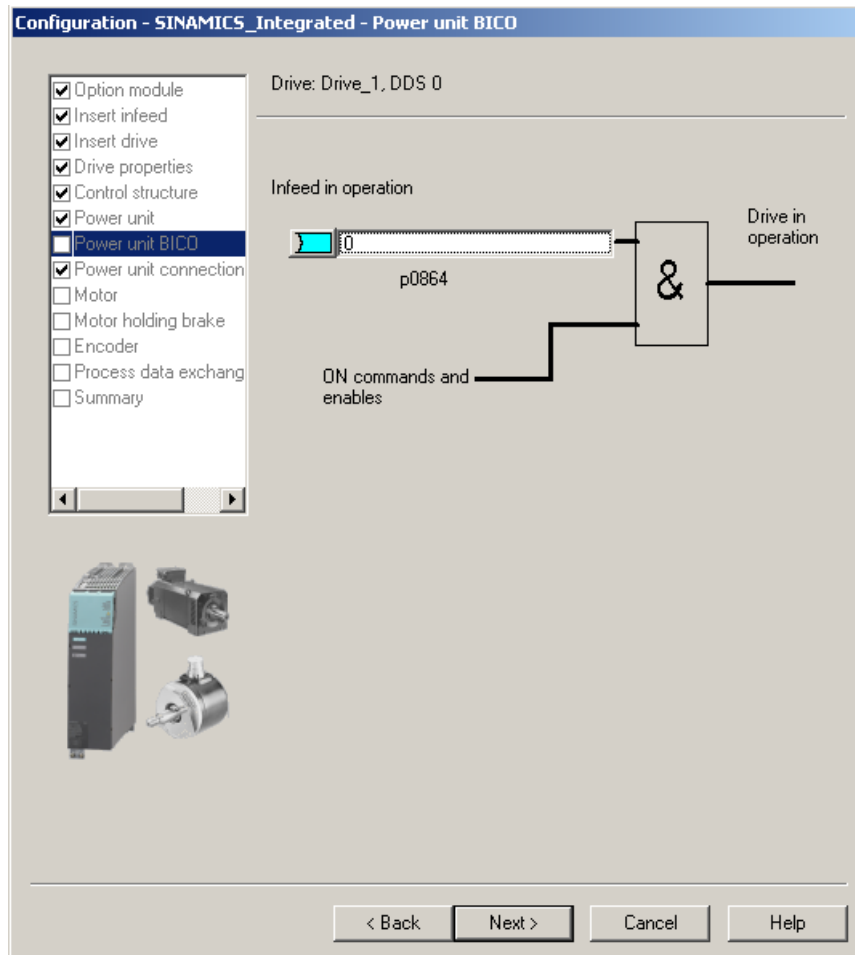 Configuration - SINAMICS_Integrated - Power unit BICO
Option module
Insert infeed
Insert drive
Drive properties
Control structure
Power unit
Power unit BICO
Power unit connection
Motor
Motor holding brake
Encoder
Process data exchang
Summary
Drive: Drive_1, DDS 0
Infeed in operation
0
p0864
&
Drive in
operation
ON commands and
enables
< Back
Next >
Cancel
Help